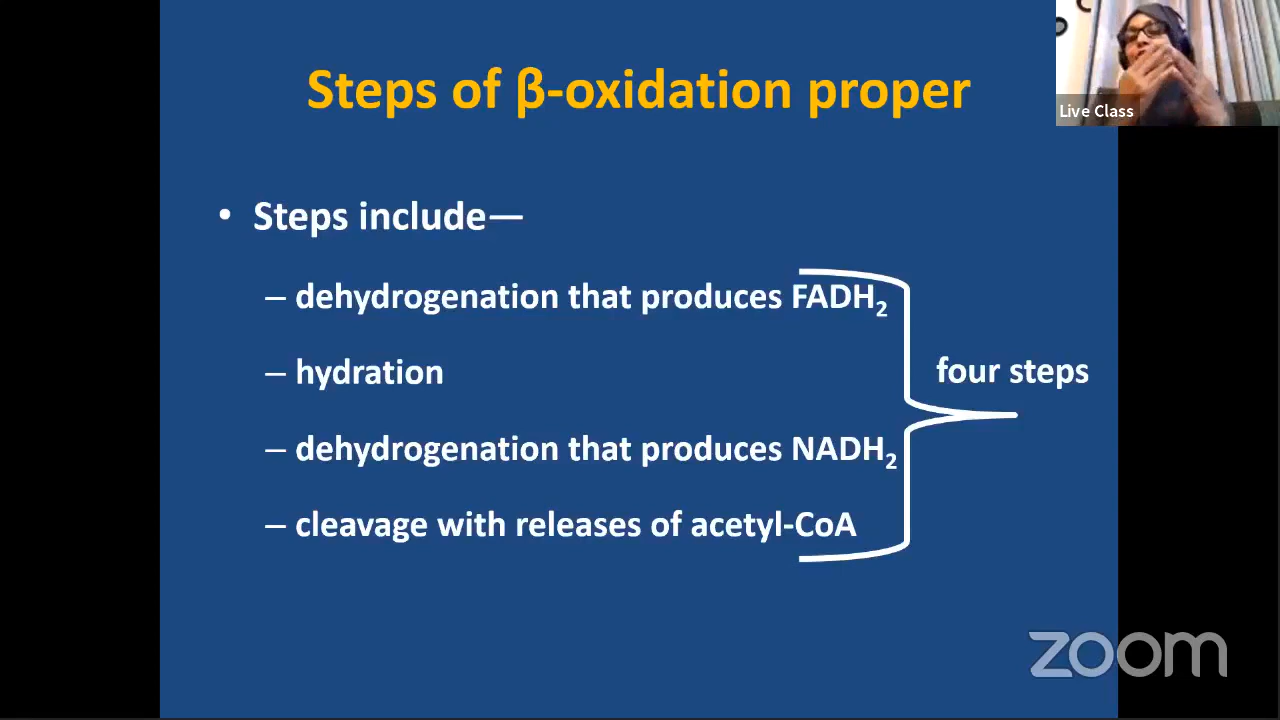 Steps of β-oxidation proper
Live Class
• Steps include—
– dehydrogenation that produces FADH₂
– hydration
four steps
– dehydrogenation that produces NADH₂
– cleavage with releases of acetyl-CoA
zoom